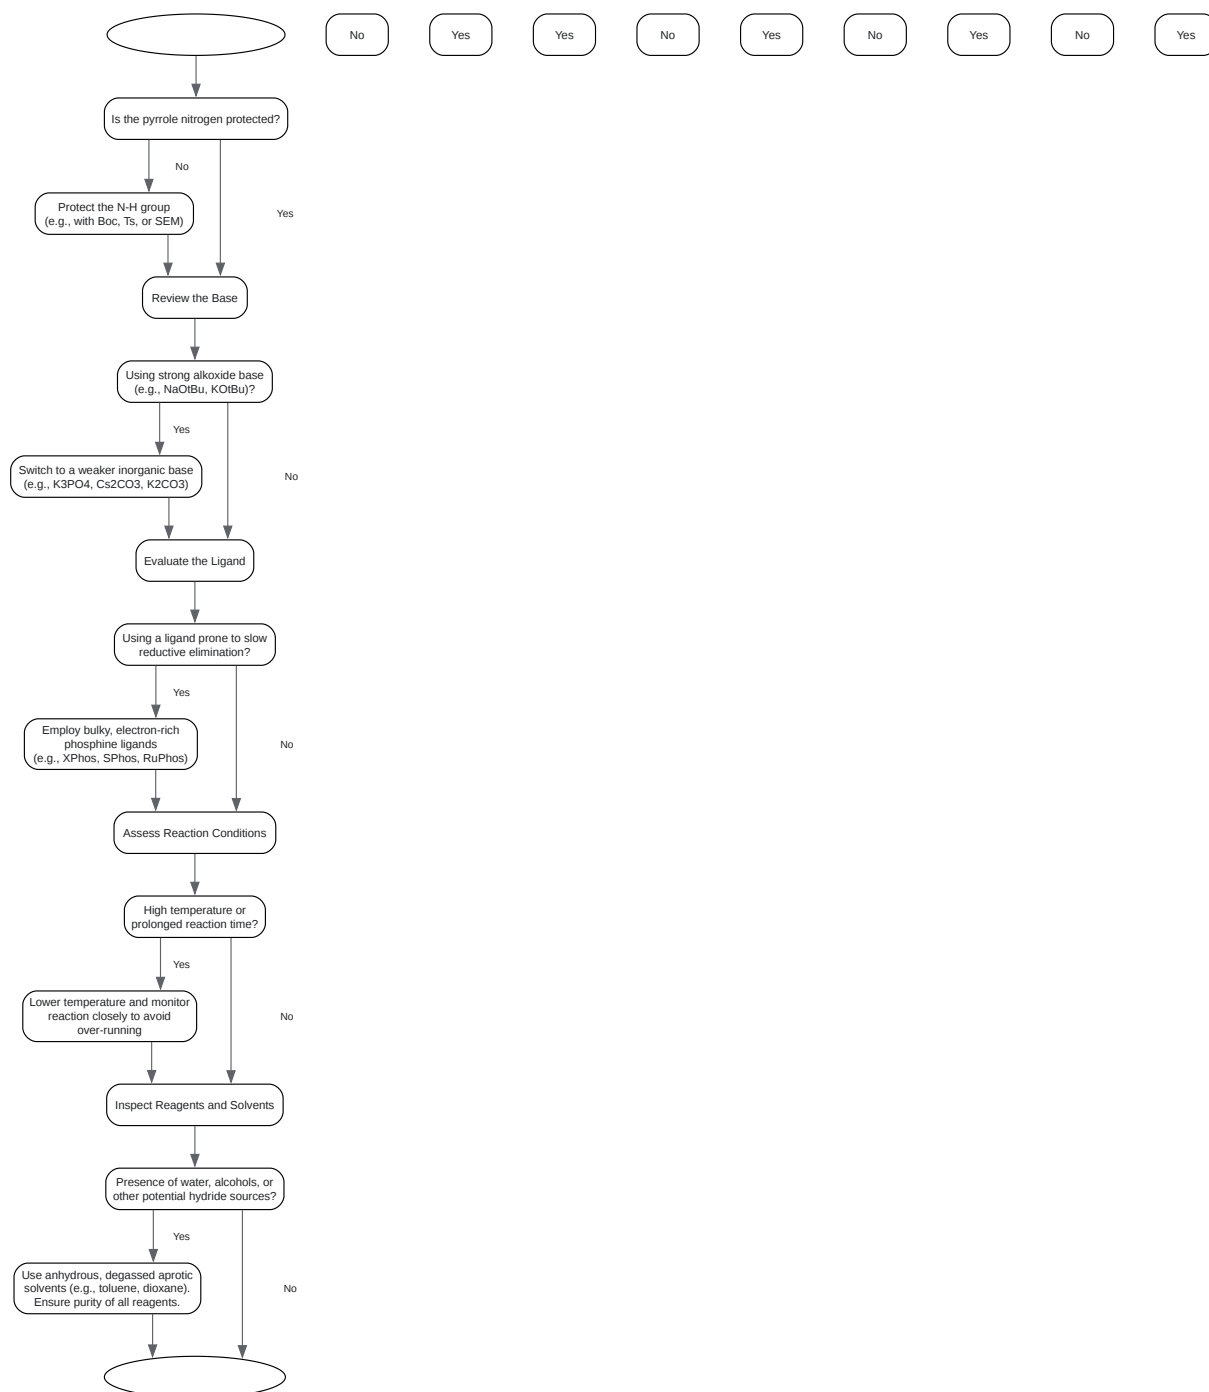 No
Yes
Yes
No
Yes
No
Yes
No
Yes
Is the pyrrole nitrogen protected?
No
Protect the N-H group
(e.g., with Boc, Ts, or SEM)
Yes
Review the Base
Using strong alkoxide base
(e.g., NaOtBu, KOtBu)?
Yes
Switch to a weaker inorganic base
(e.g., K3PO4, Cs2CO3, K2CO3)
No
Evaluate the Ligand
Using a ligand prone to slow
reductive elimination?
Yes
Employ bulky, electron-rich
phosphine ligands
(e.g., XPhos, SPhos, RuPhos)
No
Assess Reaction Conditions
High temperature or
prolonged reaction time?
Yes
Lower temperature and monitor
reaction closely to avoid
over-running
No
Inspect Reagents and Solvents
Presence of water, alcohols, or
other potential hydride sources?
Yes
Use anhydrous, degassed aprotic
solvents (e.g., toluene, dioxane).
Ensure purity of all reagents.
No